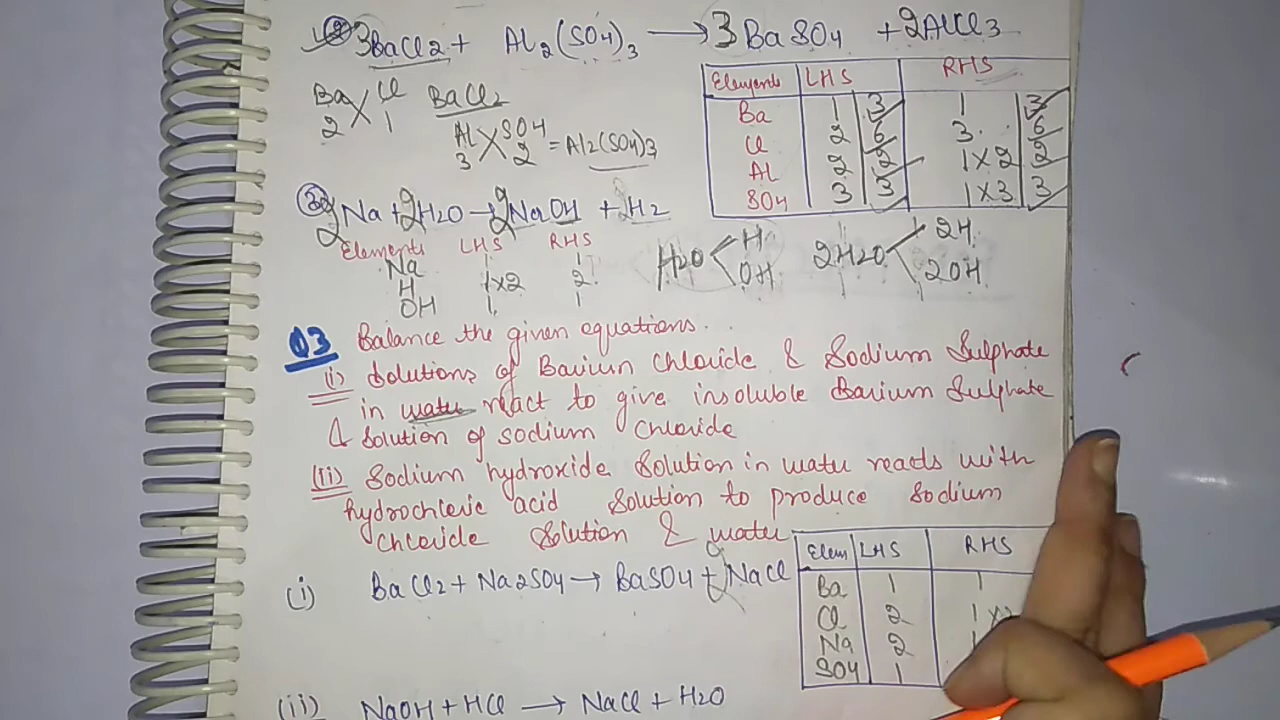 ② 3BaCl2 + Al2(SO4)3 → 3BaSO4 + 2AlCl3
Ba Cl BaCl2
2 1
Al SO4
3 2 = Al2(SO4)3
Elements LHS RHS
Ba 1 3 1 3
Cl 2 6 3 6
Al 2 2 1×2 2
SO4 3 3 1×3 3
2Na + 2H2O → 2NaOH + H2
Elements LHS RHS
Na 1 1
H 1×2 2
OH 1 1
H2O H OH
2H2O 2H 2OH
Q3 Balance the given equations.
(i) Solutions of Barium Chloride & Sodium Sulphate
in water react to give insoluble Barium Sulphate
& Solution of sodium Chloride
(ii) Sodium hydroxide Solution in water reacts with
hydrochloric acid Solution to produce Sodium
Chloride Solution & water
(i) BaCl2 + Na2SO4 → BaSO4 + 2NaCl
Elem LHS RHS
Ba 1 1
Cl 2 1×2
Na 2
SO4 1
(ii) NaOH + HCl → NaCl + H2O